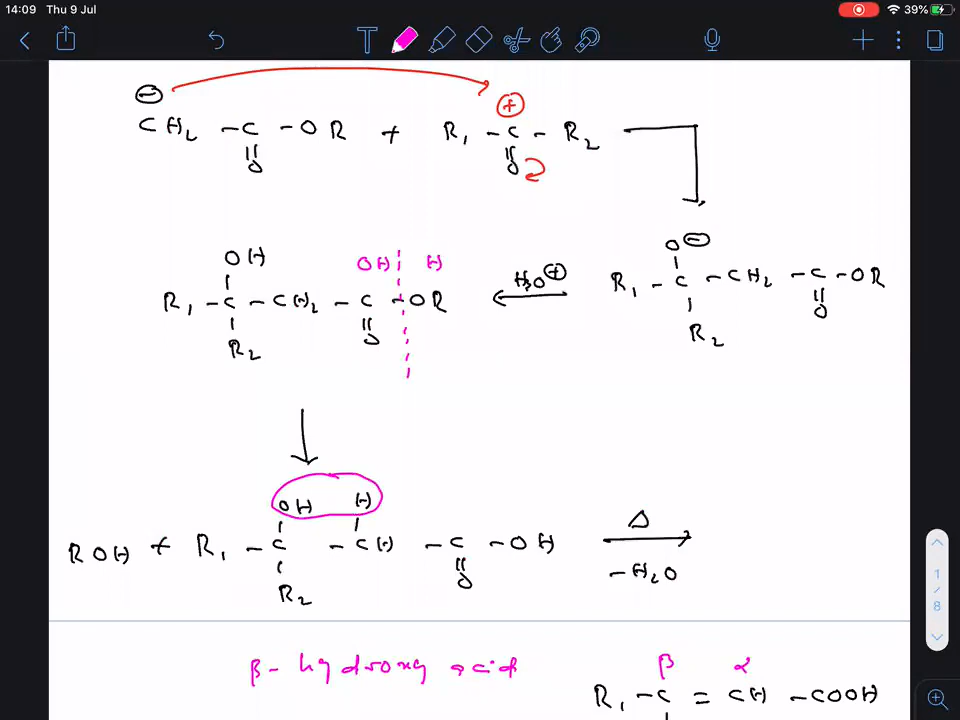 14:09 Thu 9 Jul 39%
T
⊖ ⊕
CH₂ – C – OR + R₁ – C – R₂
O O
O⊖
R₁ – C – CH₂ – C – OR
O
R₂
H₃O⊕
OH OH H
R₁ – C – CH₂ – C – OR
O
R₂
OH H
ROH + R₁ – C – CH – C – OH
O
R₂
Δ
– H₂O
β- hydroxy acid
β α
R₁ – C = CH – COOH
1
/
8